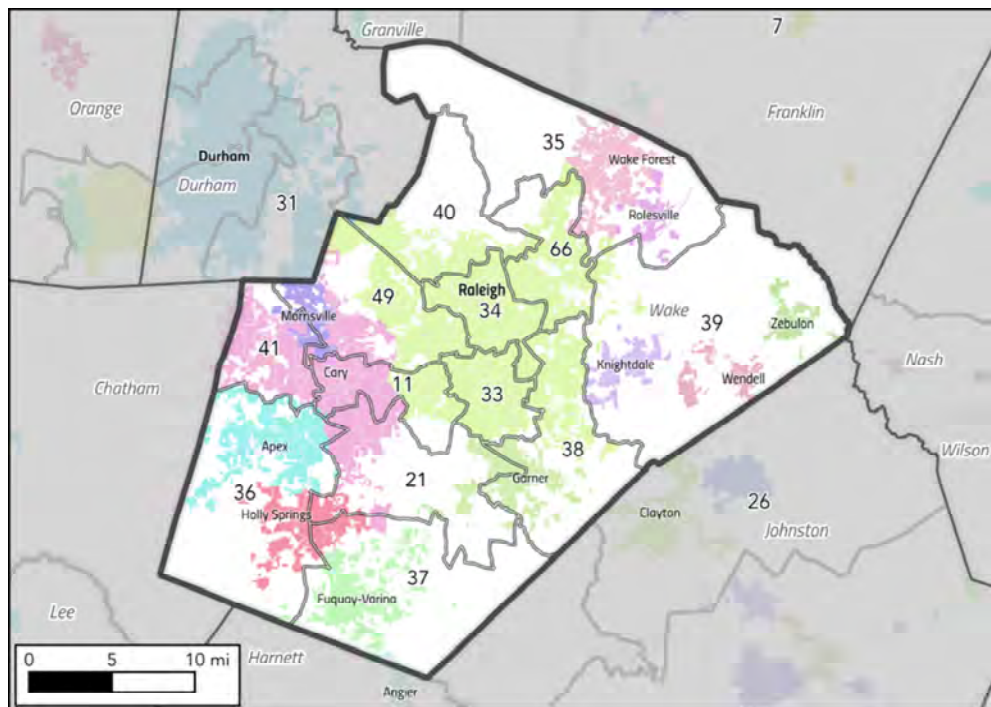 Granville
7
Orange
Franklin
35
Wake Forest
Durham
Durham
31
Rolesville
40
66
Raleigh
49
34
Wake
39
Zebulon
Morrisville
41
Cary
Knightdale
Nash
Wendell
Chatham
11
33
Apex
38
Wilson
21
Garner
36
26
Holly Springs
Clayton
Johnston
37
Fuquay-Varina
Lee
0 5 10 mi
Harnett
Angier